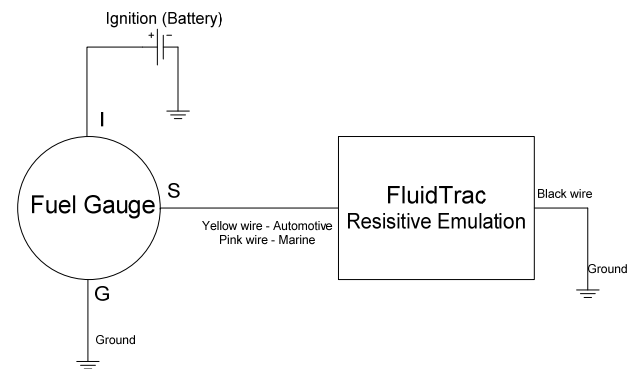 Ignition (Battery)
+ −
I
Fuel Gauge
S
Yellow wire - Automotive
Pink wire - Marine
FluidTrac
Resisitive Emulation
Black wire
Ground
G
Ground